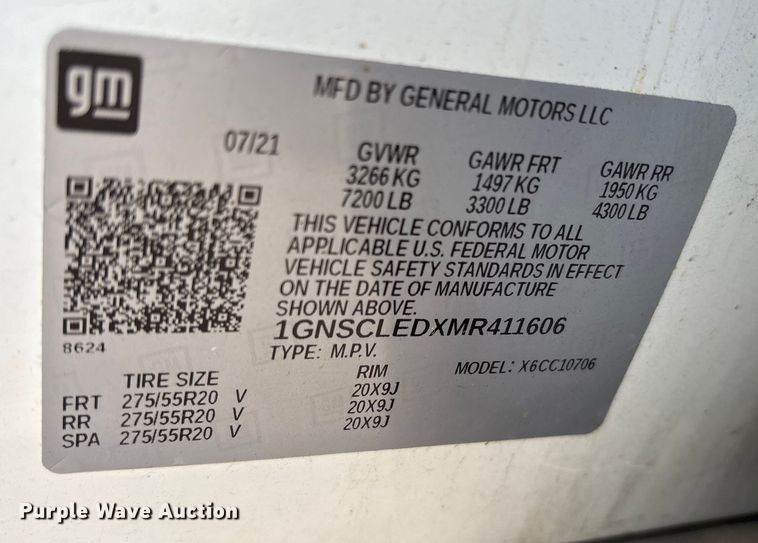 gm
MFD BY GENERAL MOTORS LLC
07/21
GVWR GAWR FRT GAWR RR
3266 KG 1497 KG 1950 KG
7200 LB 3300 LB 4300 LB
THIS VEHICLE CONFORMS TO ALL
APPLICABLE U.S. FEDERAL MOTOR
VEHICLE SAFETY STANDARDS IN EFFECT
ON THE DATE OF MANUFACTURE
SHOWN ABOVE.
1GNSCLEDXMR411606
8624
TYPE: M.P.V. MODEL: X6CC10706
TIRE SIZE RIM
FRT 275/55R20 V 20X9J
RR 275/55R20 V 20X9J
SPA 275/55R20 V 20X9J
Purple Wave Auction